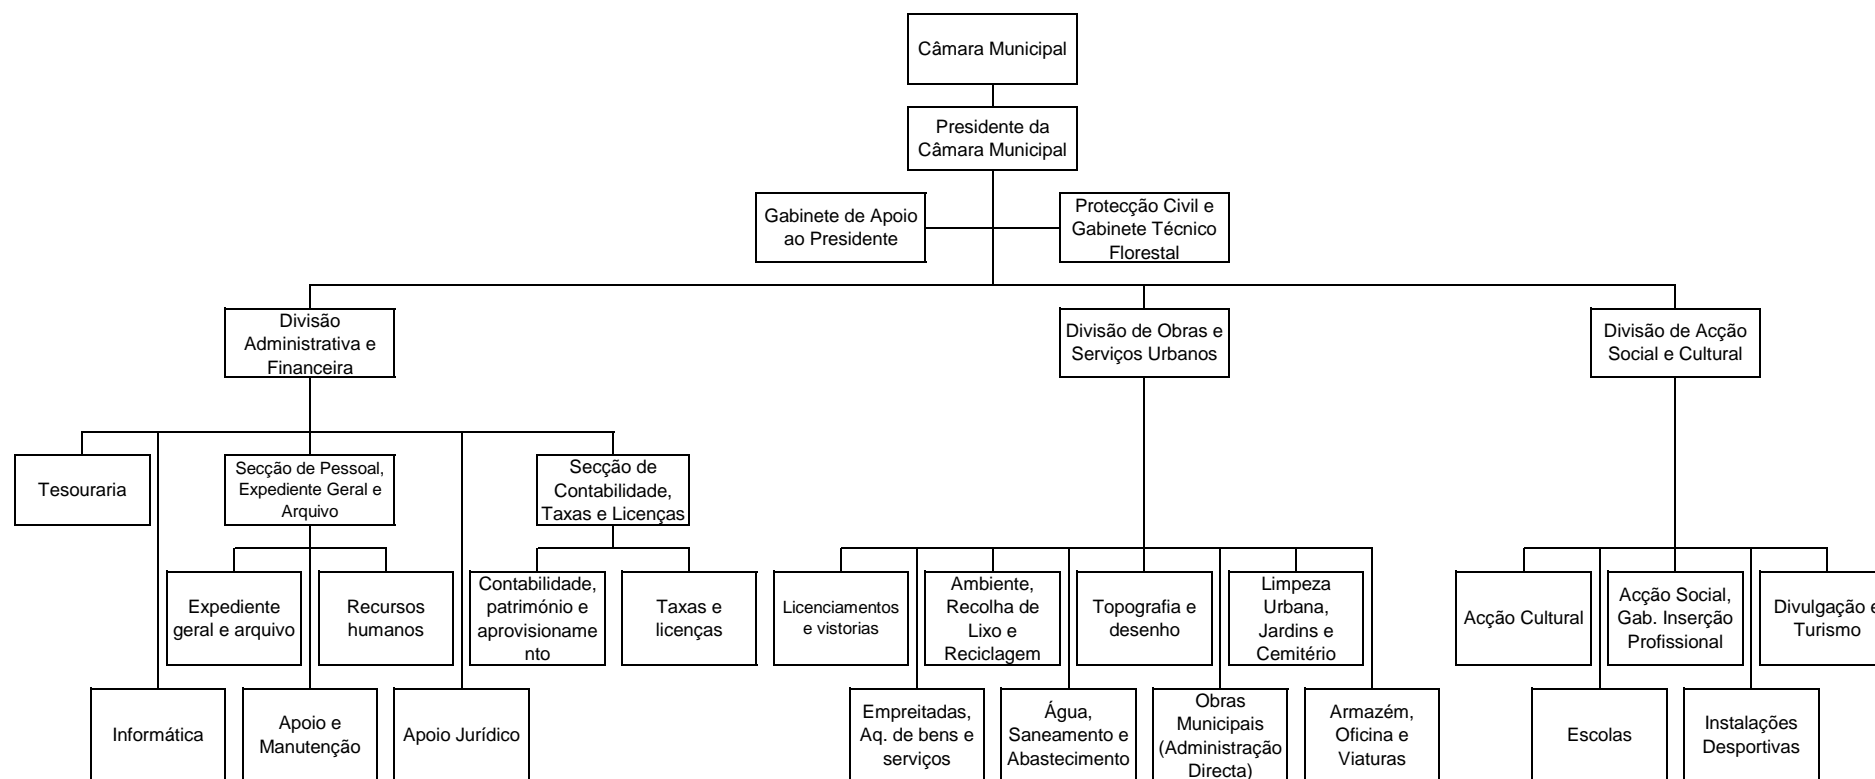 Câmara Municipal
Presidente da
Câmara Municipal
Gabinete de Apoio
ao Presidente
Protecção Civil e
Gabinete Técnico
Florestal
Divisão
Administrativa e
Financeira
Divisão de Obras e
Serviços Urbanos
Divisão de Acção
Social e Cultural
Tesouraria
Secção de Pessoal,
Expediente Geral e
Arquivo
Secção de
Contabilidade,
Taxas e Licenças
Expediente
geral e arquivo
Recursos
humanos
Contabilidade,
património e
aprovisioname
nto
Taxas e
licenças
Licenciamentos
e vistorias
Ambiente,
Recolha de
Lixo e
Reciclagem
Topografia e
desenho
Limpeza
Urbana,
Jardins e
Cemitério
Acção Cultural
Acção Social,
Gab. Inserção
Profissional
Divulgação e
Turismo
Informática
Apoio e
Manutenção
Apoio Jurídico
Empreitadas,
Aq. de bens e
serviços
Água,
Saneamento e
Abastecimento
Obras
Municipais
(Administração
Directa)
Armazém,
Oficina e
Viaturas
Escolas
Instalações
Desportivas